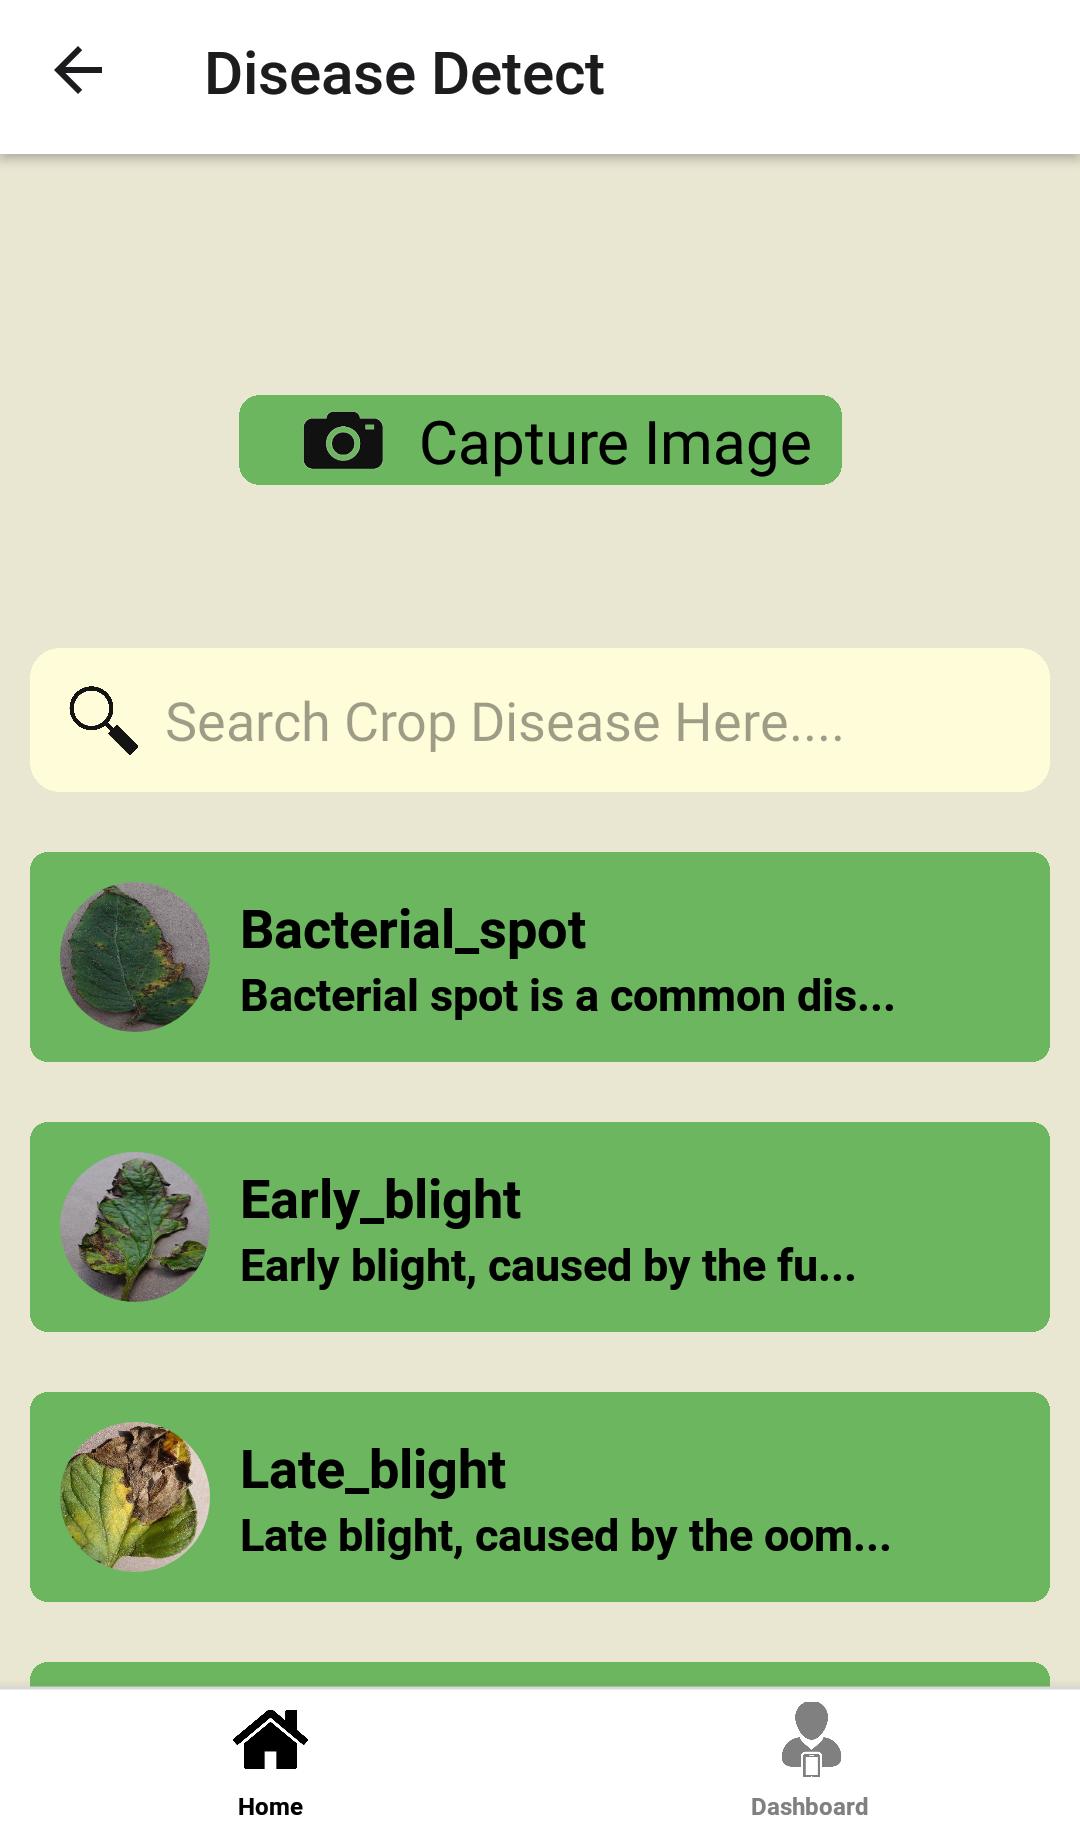 Disease Detect
Capture Image
Search Crop Disease Here....
Bacterial_spot
Bacterial spot is a common dis...
Early_blight
Early blight, caused by the fu...
Late_blight
Late blight, caused by the oom...
Home
Dashboard